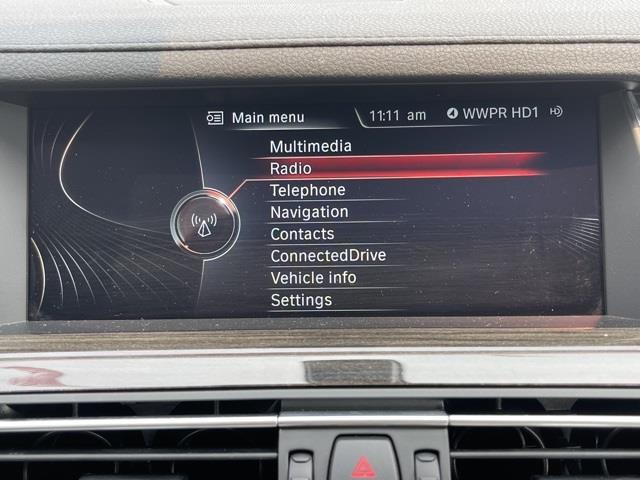 Main menu
11:11 am
WWPR HD1
Multimedia
Radio
Telephone
Navigation
Contacts
ConnectedDrive
Vehicle info
Settings